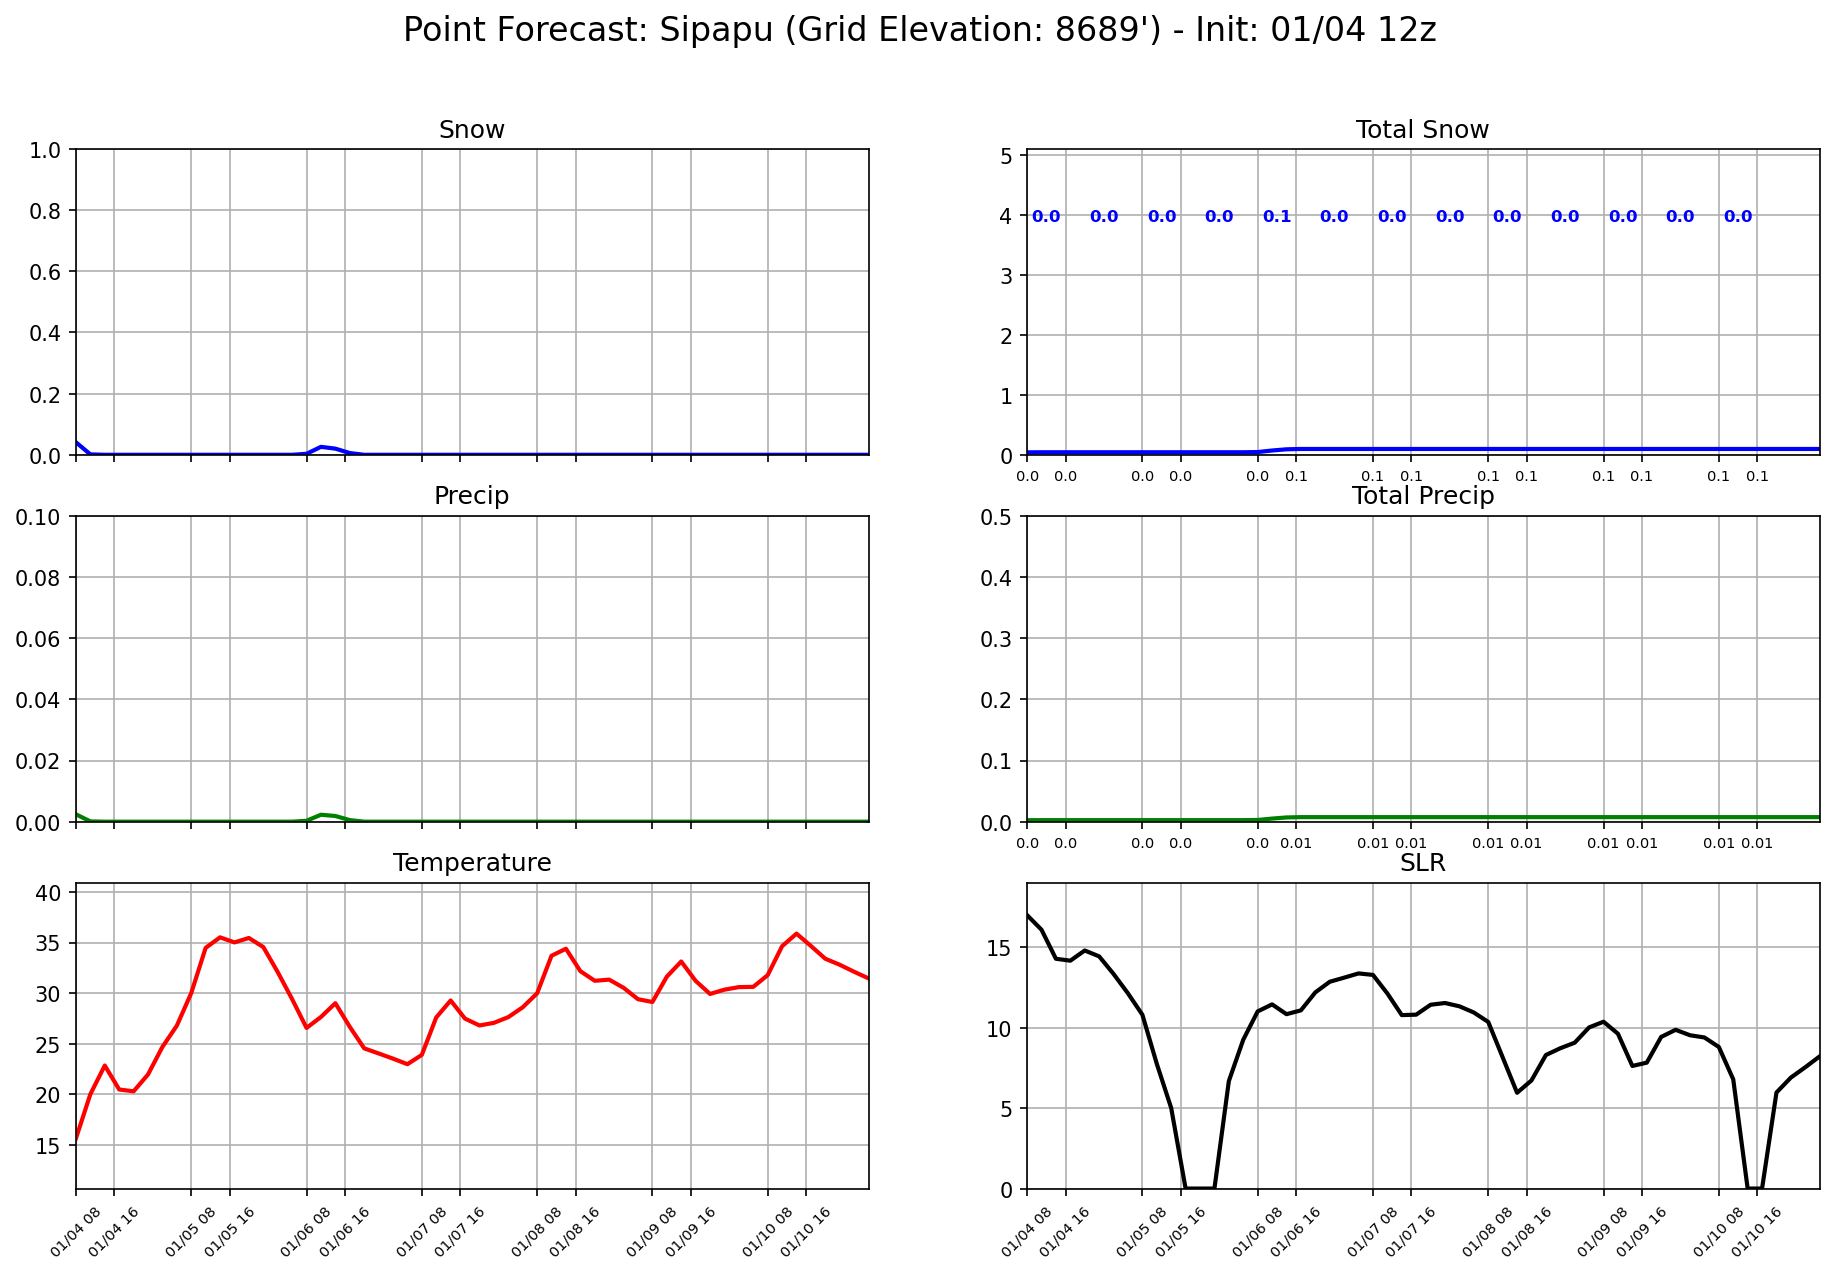 Point Forecast: Sipapu (Grid Elevation: 8689') - Init: 01/04 12z
Snow
1.0
0.8
0.6
0.4
0.2
0.0
Total Snow
5
4
3
2
1
0
0.0 0.0 0.0 0.0 0.1 0.0 0.0 0.0 0.0 0.0 0.0 0.0 0.0
0.0 0.0 0.0 0.0 0.0 0.1 0.1 0.1 0.1 0.1 0.1 0.1 0.1 0.1
Precip
0.10
0.08
0.06
0.04
0.02
0.00
Total Precip
0.5
0.4
0.3
0.2
0.1
0.0
0.0 0.0 0.0 0.0 0.0 0.01 0.01 0.01 0.01 0.01 0.01 0.01 0.01 0.01
Temperature
40
35
30
25
20
15
01/04 08 01/04 16 01/05 08 01/05 16 01/06 08 01/06 16 01/07 08 01/07 16 01/08 08 01/08 16 01/09 08 01/09 16 01/10 08 01/10 16
SLR
15
10
5
0
01/04 08 01/04 16 01/05 08 01/05 16 01/06 08 01/06 16 01/07 08 01/07 16 01/08 08 01/08 16 01/09 08 01/09 16 01/10 08 01/10 16